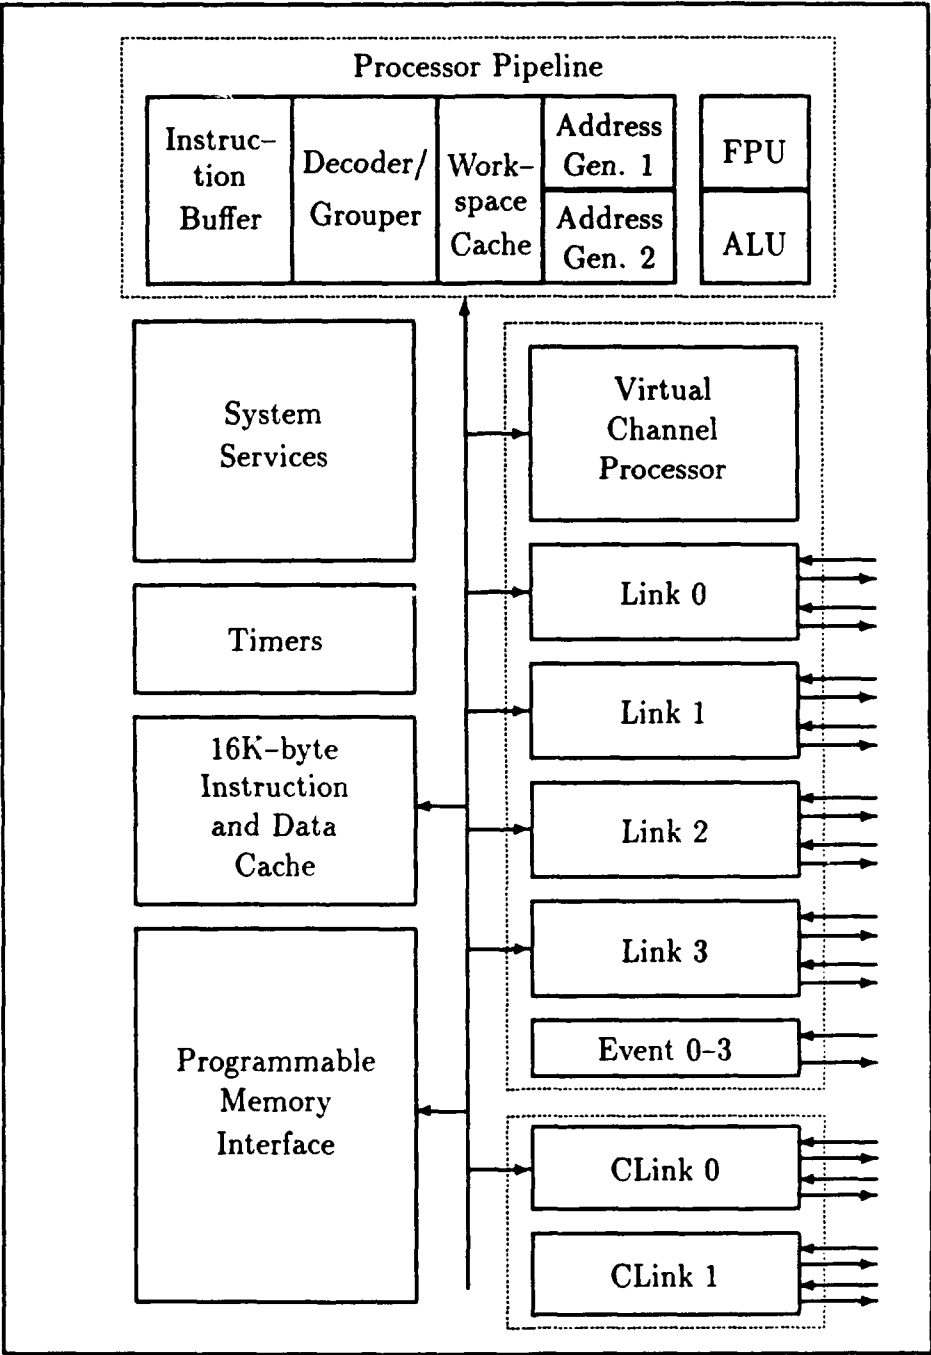 Processor Pipeline
Instruc-
tion
Buffer
Decoder/
Grouper
Work-
space
Cache
Address
Gen. 1
Address
Gen. 2
FPU
ALU
System
Services
Timers
16K-byte
Instruction
and Data
Cache
Programmable
Memory
Interface
Virtual
Channel
Processor
Link 0
Link 1
Link 2
Link 3
Event 0-3
CLink 0
CLink 1